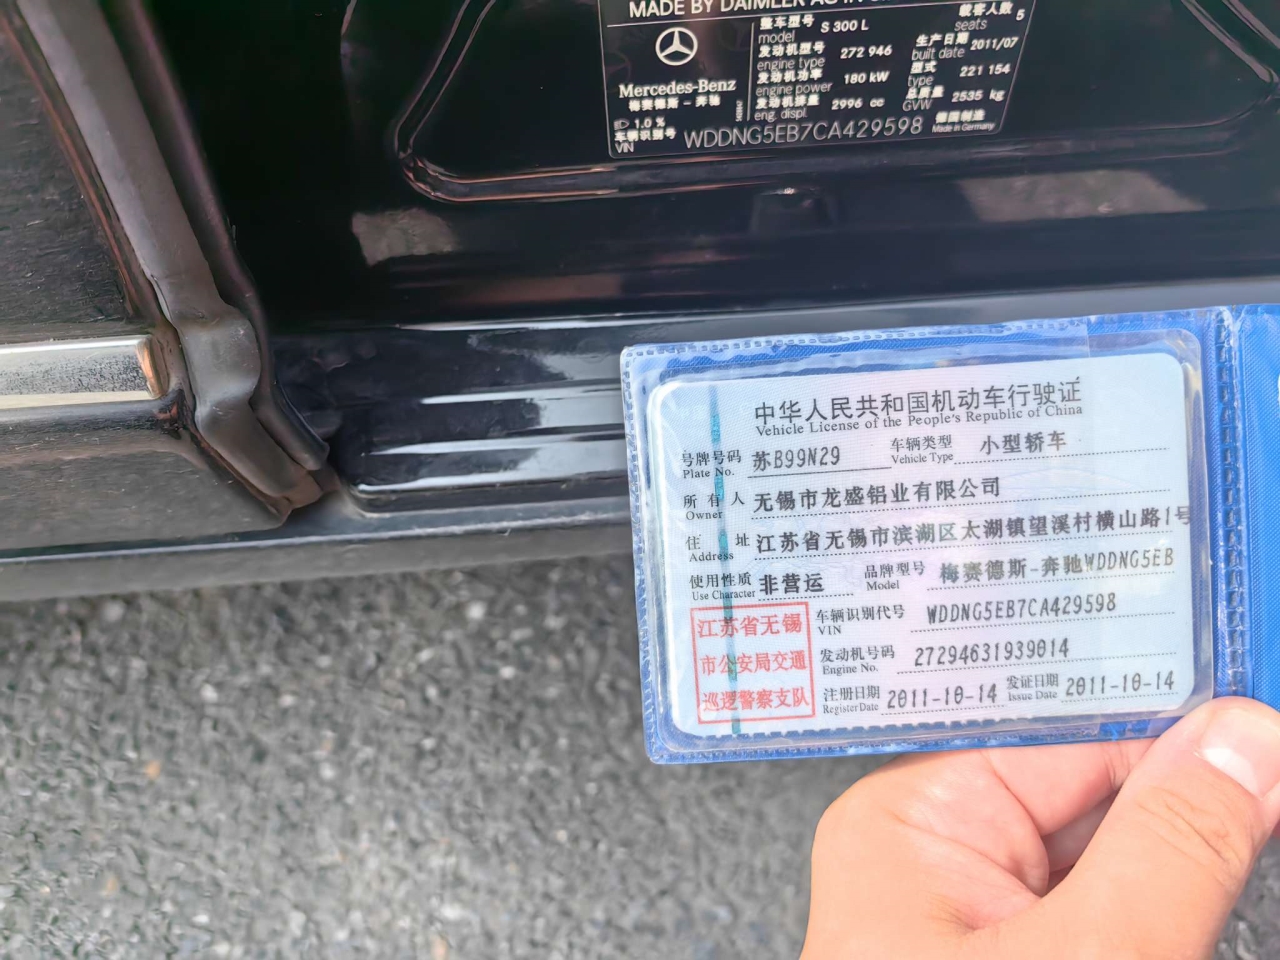 MADE BY DAIMLER AG IN
整车型号 model S 300 L
载客人数 seats 5
发动机型号 engine type 272 946
生产日期 built date 2011/07
发动机功率 engine power 180 kW
型式 type 221 154
发动机排量 eng. displ. 2996 cc
总质量 GVW 2535 kg
Mercedes-Benz
梅赛德斯 - 奔驰
1.0 %
车辆识别号 VIN WDDNG5EB7CA429598
德国制造 Made in Germany
中华人民共和国机动车行驶证
Vehicle License of the People's Republic of China
号牌号码 Plate No. 苏B99N29 车辆类型 Vehicle Type 小型轿车
所有人 Owner 无锡市龙盛铝业有限公司
住址 Address 江苏省无锡市滨湖区太湖镇望溪村横山路1号
使用性质 Use Character 非营运 品牌型号 Model 梅赛德斯-奔驰WDDNG5EB
车辆识别代号 VIN WDDNG5EB7CA429598
发动机号码 Engine No. 27294631939014
注册日期 Register Date 2011-10-14 发证日期 Issue Date 2011-10-14
江苏省无锡
市公安局交通
巡逻警察支队